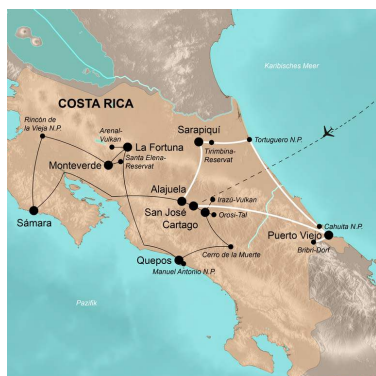 Karibisches Meer
COSTA RICA
Rincón de
la Vieja N.P.
Arenal-
Vulkan
La Fortuna
Santa Elena-
Reservat
Monteverde
Sarapiquí
Tirimbina-
Reservat
Tortuguero N.P.
Alajuela
Irazú-Vulkan
San José
Cartago
Orosi-Tal
Sámara
Cahuita N.P.
Puerto Viejo
Bribri-Dorf
Cerro de la Muerte
Quepos
Manuel Antonio N.P.
Pazifik